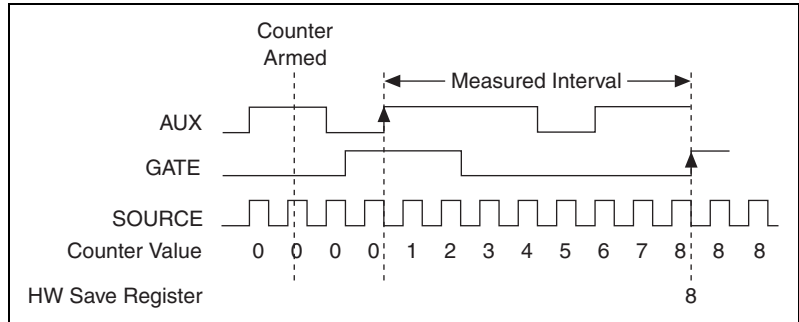 Counter
Armed
Measured Interval
AUX
GATE
SOURCE
Counter Value 0 0 0 0 1 2 3 4 5 6 7 8 8 8
HW Save Register 8